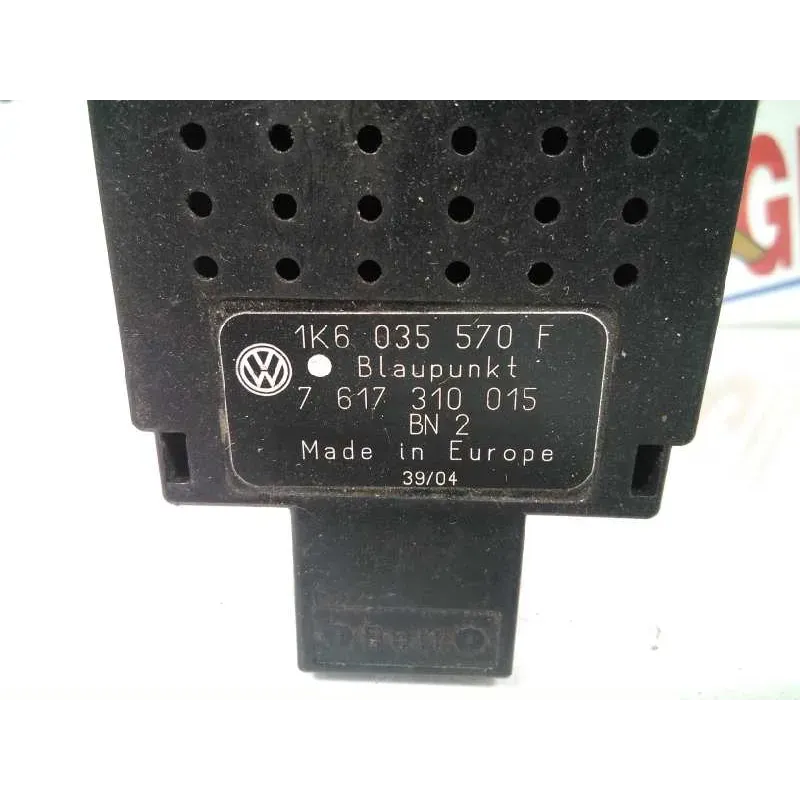 1K6 035 570 F
Blaupunkt
7 617 310 015
BN 2
Made in Europe
39/04